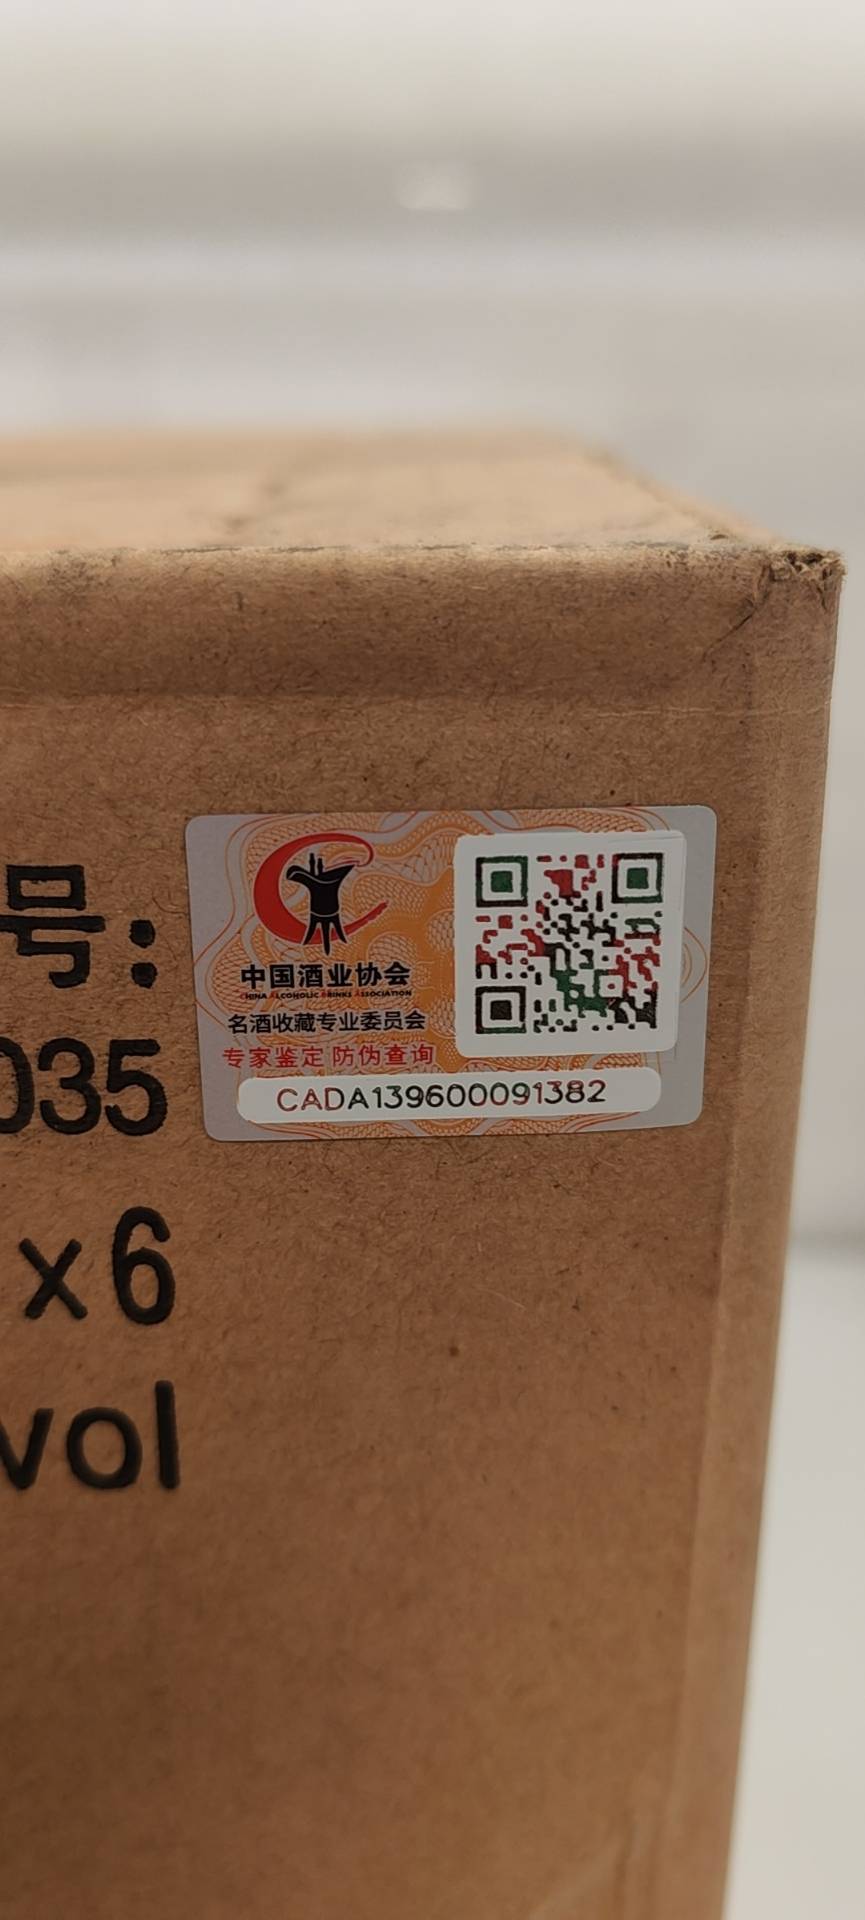 号:
035
x6
vol
中国酒业协会
CHINA ALCOHOLIC DRINKS ASSOCIATION
名酒收藏专业委员会
专家鉴定 防伪查询
CADA139600091382